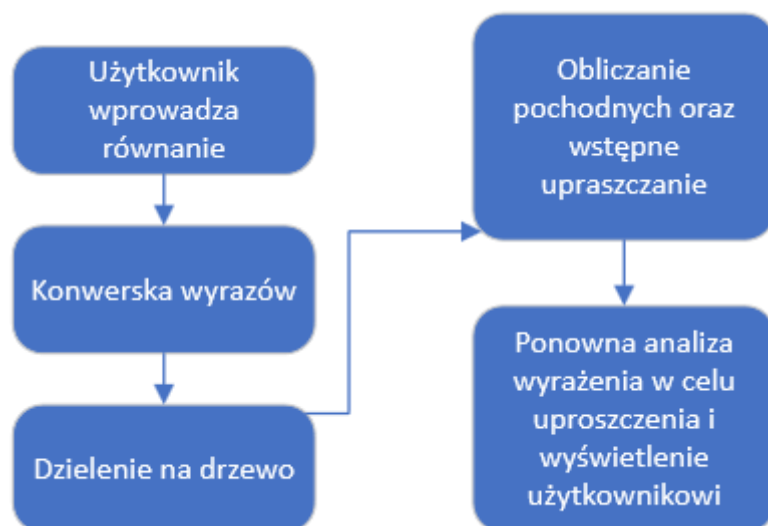 Użytkownik
wprowadza
równanie
Konwerska wyrazów
Dzielenie na drzewo
Obliczanie
pochodnych oraz
wstępne
upraszczanie
Ponowna analiza
wyrażenia w celu
uproszczenia i
wyświetlenie
użytkownikowi